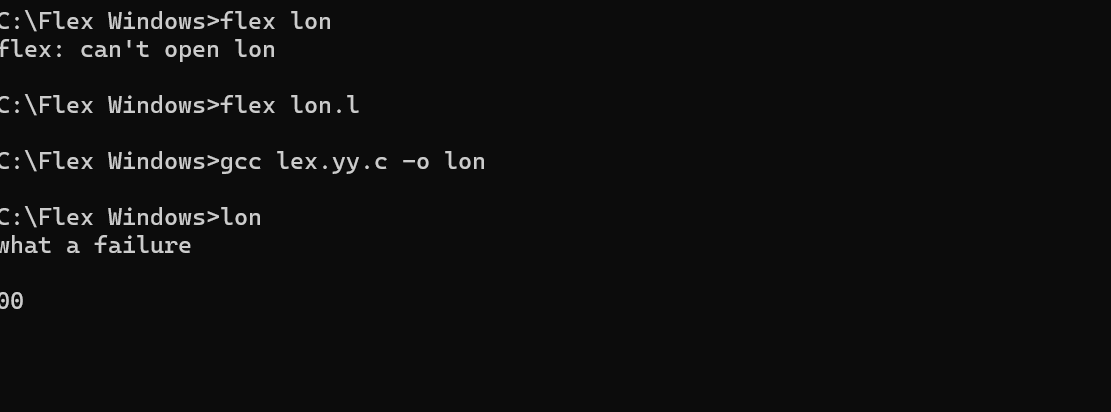 C:\Flex Windows>flex lon
flex: can't open lon
C:\Flex Windows>flex lon.l
C:\Flex Windows>gcc lex.yy.c -o lon
C:\Flex Windows>lon
what a failure
00